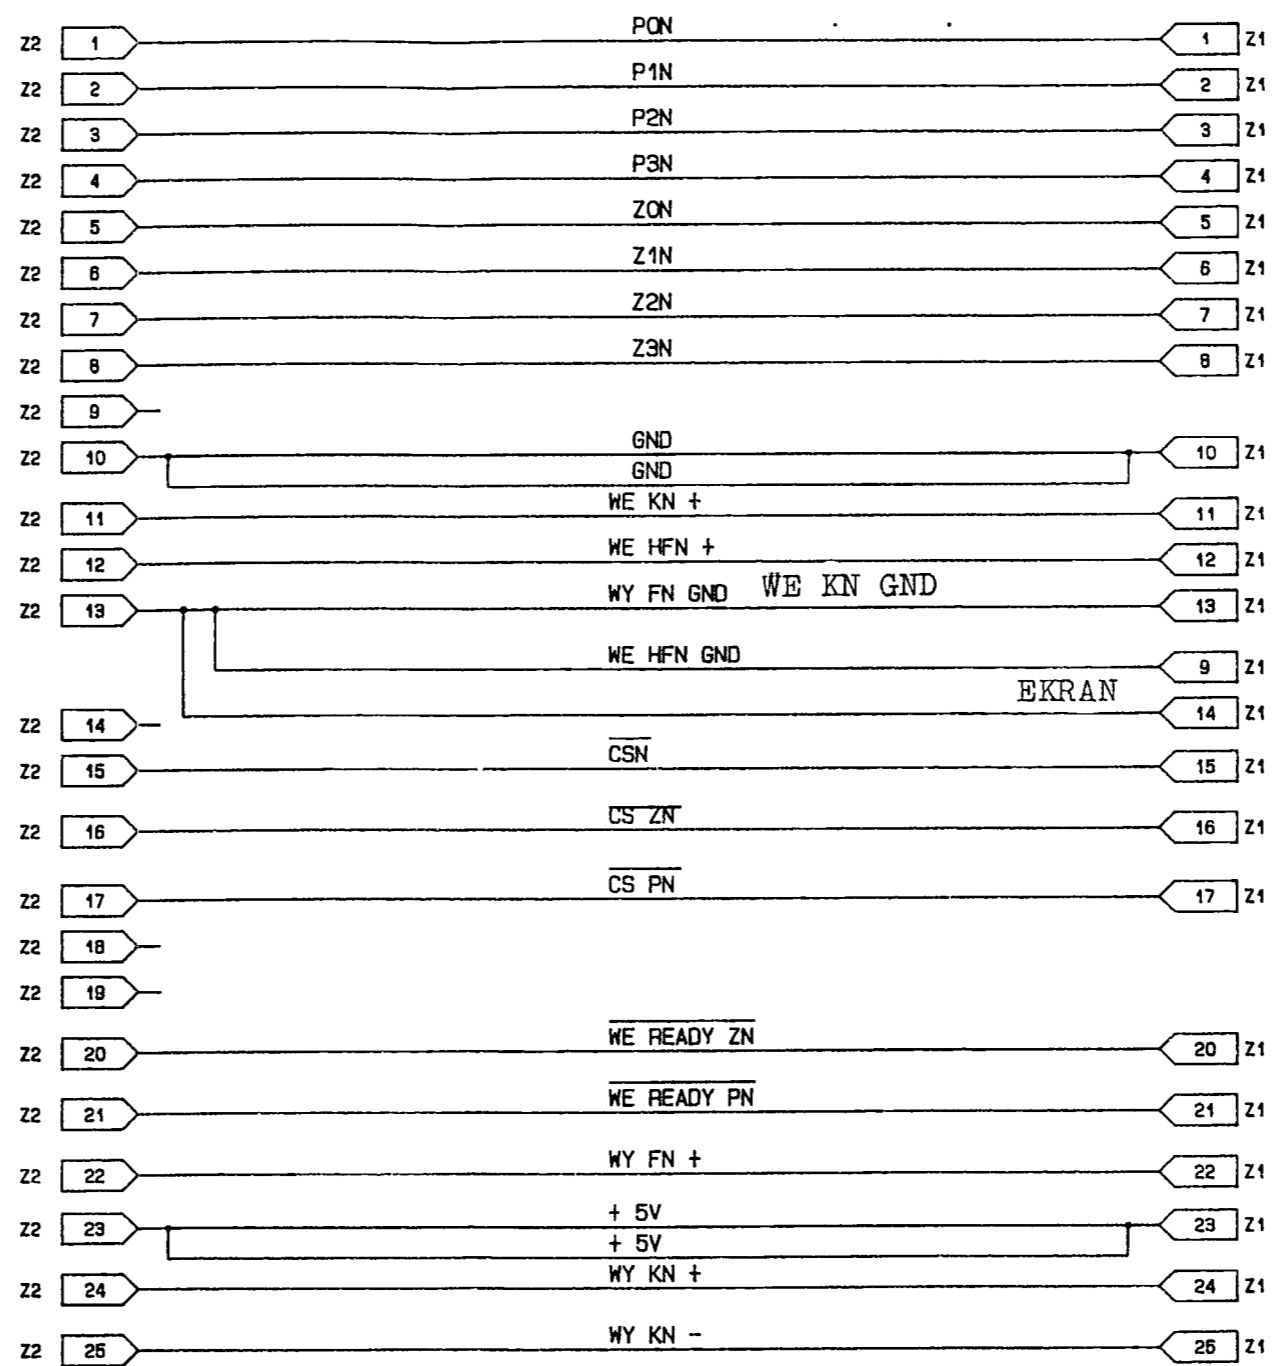 Z2 1 P0N 1 Z1
Z2 2 P1N 2 Z1
Z2 3 P2N 3 Z1
Z2 4 P3N 4 Z1
Z2 5 Z0N 5 Z1
Z2 6 Z1N 6 Z1
Z2 7 Z2N 7 Z1
Z2 8 Z3N 8 Z1
Z2 9
Z2 10 GND 10 Z1
GND
Z2 11 WE KN + 11 Z1
Z2 12 WE HFN + 12 Z1
Z2 13 WY FN GND WE KN GND 13 Z1
WE HFN GND 9 Z1
Z2 14 EKRAN 14 Z1
Z2 15 CSN 15 Z1
Z2 16 CS ZN 16 Z1
Z2 17 CS PN 17 Z1
Z2 18
Z2 19
Z2 20 WE READY ZN 20 Z1
Z2 21 WE READY PN 21 Z1
Z2 22 WY FN + 22 Z1
Z2 23 + 5V 23 Z1
+ 5V
Z2 24 WY KN + 24 Z1
Z2 25 WY KN - 25 Z1